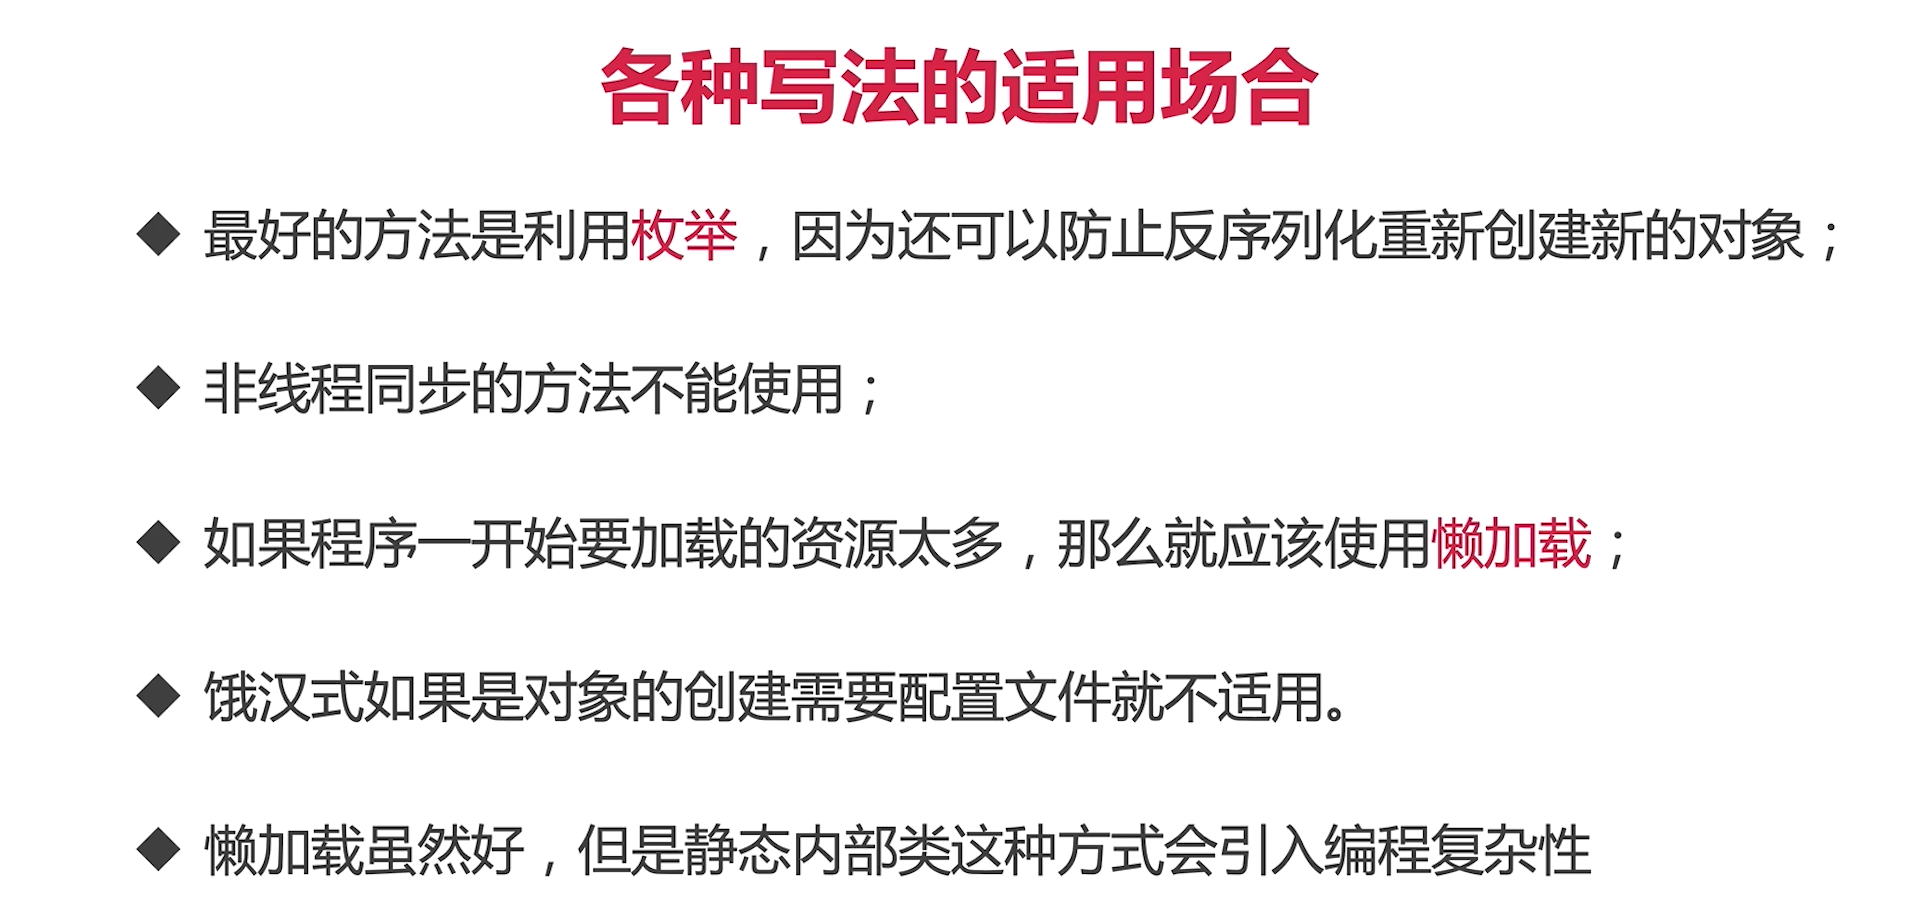 各种写法的适用场合
◆ 最好的方法是利用枚举，因为还可以防止反序列化重新创建新的对象；
◆ 非线程同步的方法不能使用；
◆ 如果程序一开始要加载的资源太多，那么就应该使用懒加载；
◆ 饿汉式如果是对象的创建需要配置文件就不适用。
◆ 懒加载虽然好，但是静态内部类这种方式会引入编程复杂性